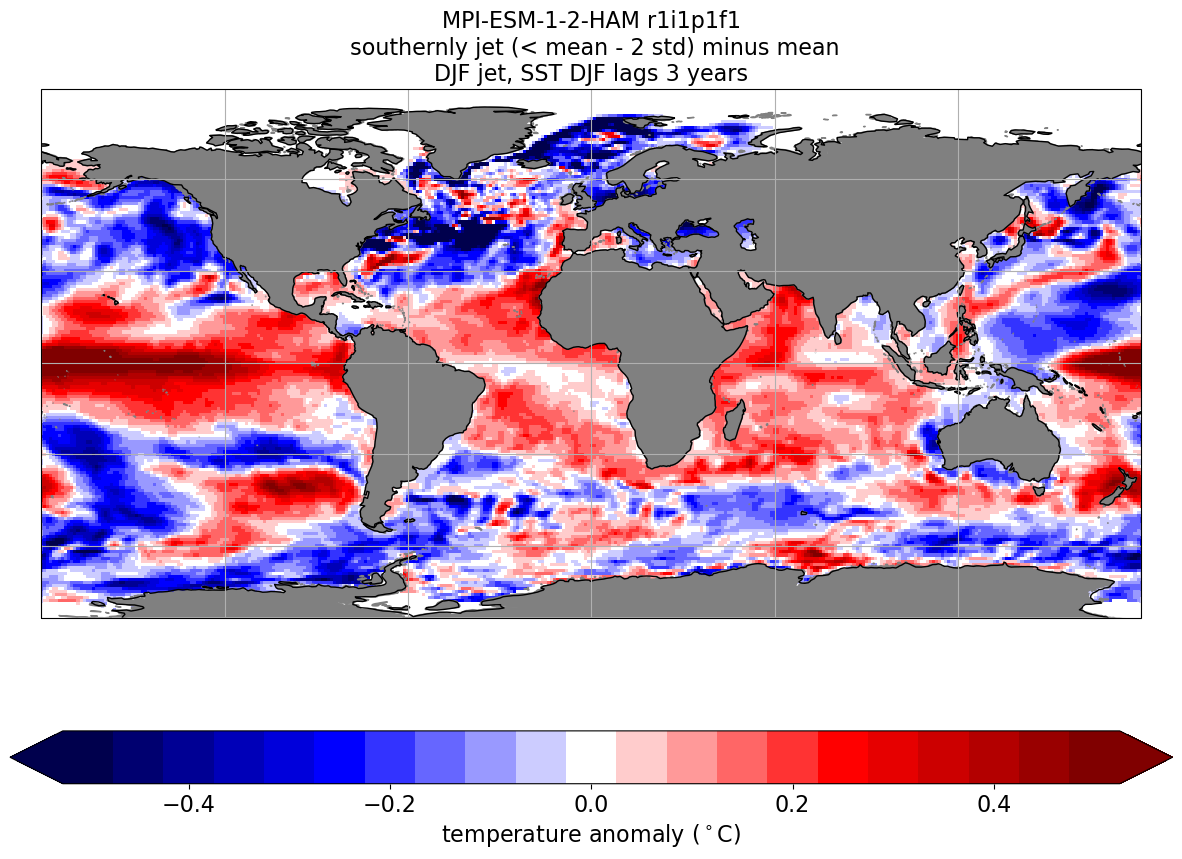 MPI-ESM-1-2-HAM r1i1p1f1
southernly jet (< mean - 2 std) minus mean
DJF jet, SST DJF lags 3 years
−0.4 −0.2 0.0 0.2 0.4
temperature anomaly (°C)